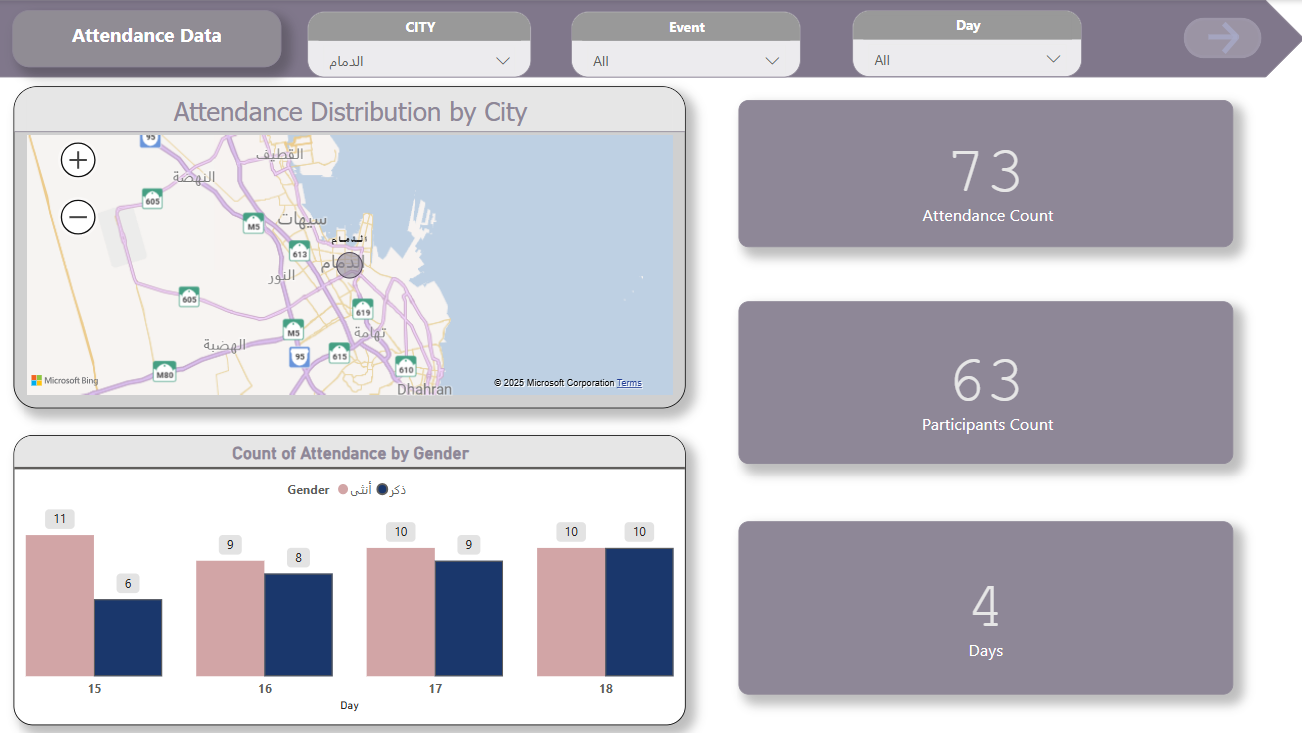 Attendance Data
CITY
الدمام
Event
All
Day
All
Attendance Distribution by City
95
القطيف
النهضة
605
M5
سيهات
الدمام
613
الدمام
النور
605
619
M5
تهامة
الهضبة
95
615
M80
610
Microsoft Bing
© 2025 Microsoft Corporation Terms
Dhahran
73
Attendance Count
63
Participants Count
4
Days
Count of Attendance by Gender
Gender أنثى ذكر
11
6
9
8
10
9
10
10
15
16
17
18
Day